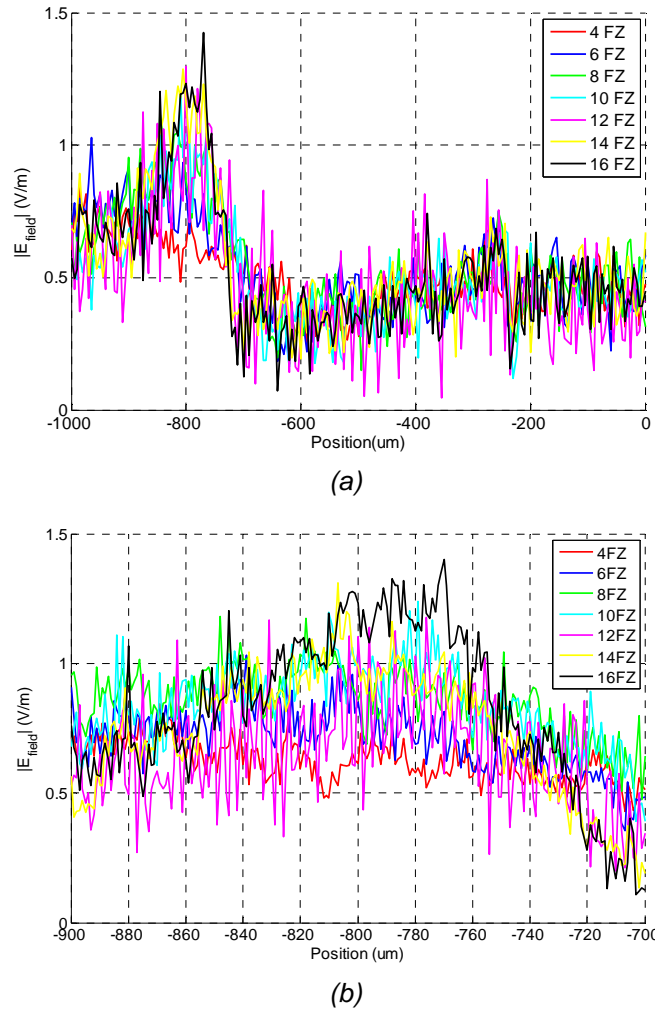 1.5
1
0.5
0
|E_field| (V/m)
4 FZ
6 FZ
8 FZ
10 FZ
12 FZ
14 FZ
16 FZ
-1000 -800 -600 -400 -200 0
Position(um)
(a)
1.5
1
0.5
0
|E_field| (V/m)
4FZ
6FZ
8FZ
10FZ
12FZ
14FZ
16FZ
-900 -880 -860 -840 -820 -800 -780 -760 -740 -720 -700
Position (um)
(b)